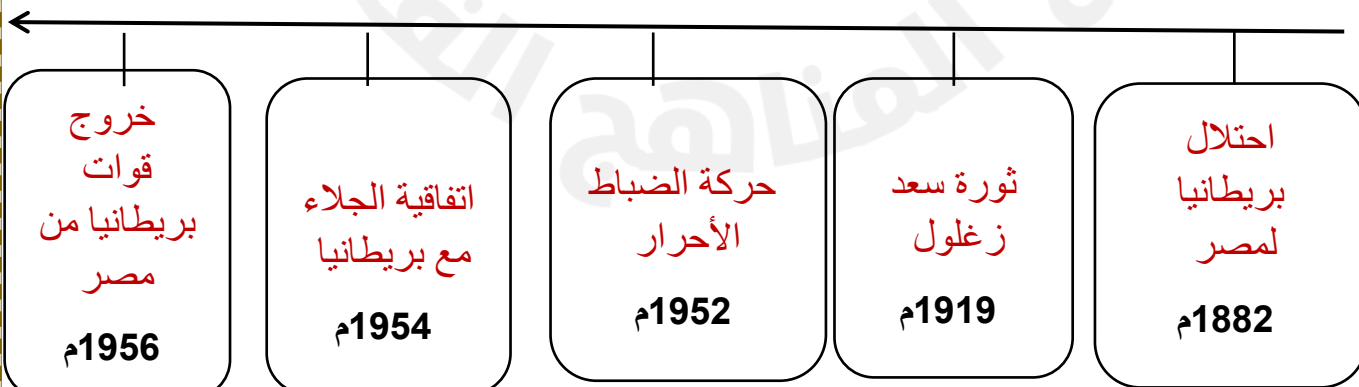 احتلال
بريطانيا
لمصر
1882م
ثورة سعد
زغلول
1919م
حركة الضباط
الأحرار
1952م
اتفاقية الجلاء
مع بريطانيا
1954م
خروج
قوات
بريطانيا من
مصر
1956م
المناهج